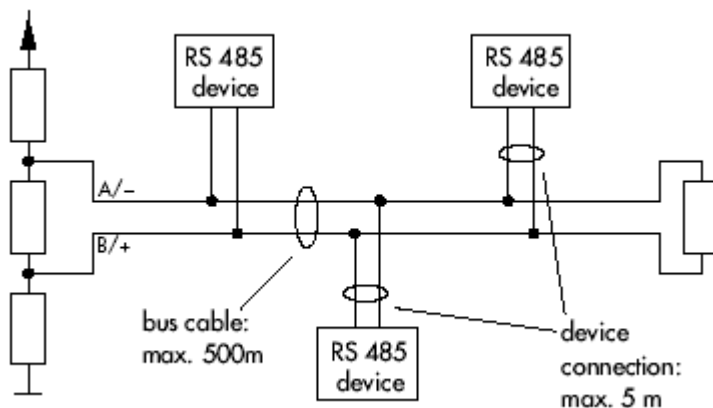 RS 485
device
RS 485
device
A/−
B/+
bus cable:
max. 500m
RS 485
device
device
connection:
max. 5 m